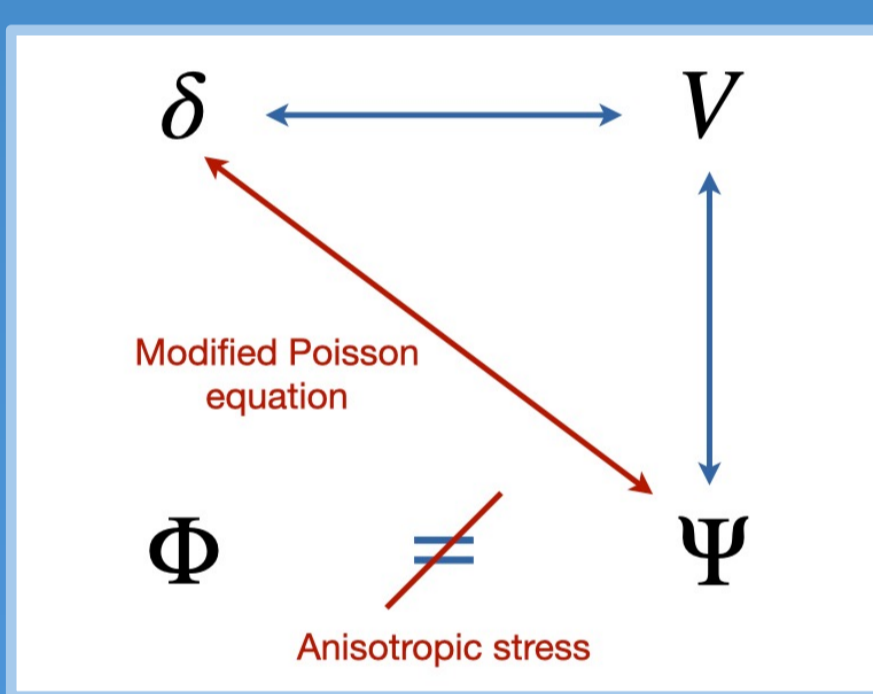 δ V
Modified Poisson
equation
Φ = Ψ
Anisotropic stress